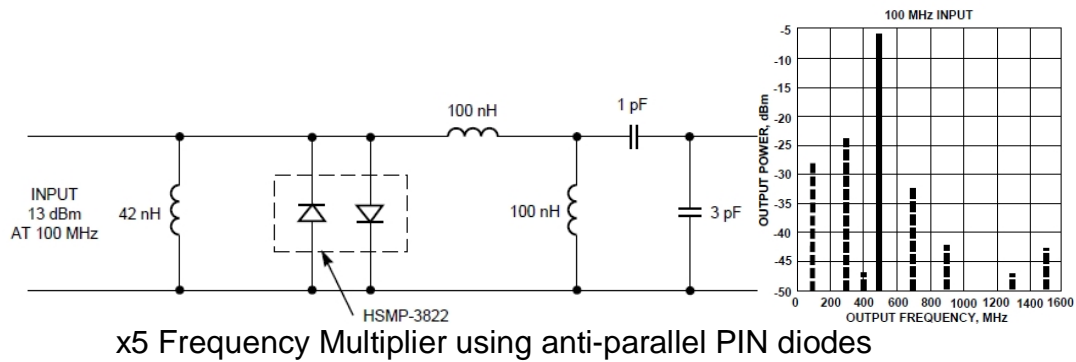 100 MHz INPUT
100 nH
1 pF
INPUT
13 dBm
AT 100 MHz
42 nH
100 nH
3 pF
HSMP-3822
OUTPUT POWER, dBm
-5
-10
-15
-20
-25
-30
-35
-40
-45
-50
0 200 400 600 800 1000 1200 1400 1600
OUTPUT FREQUENCY, MHz
x5 Frequency Multiplier using anti-parallel PIN diodes